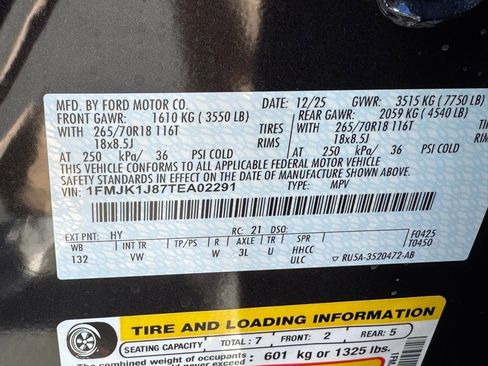 MFD. BY FORD MOTOR CO. DATE: 12/25 GVWR: 3515 KG ( 7750 LB)
FRONT GAWR: 1610 KG ( 3550 LB) REAR GAWR: 2059 KG ( 4540 LB)
WITH 265/70R18 116T TIRES WITH 265/70R18 116T
18x8.5J RIMS 18x8.5J
AT 250 kPa/ 36 PSI COLD AT 250 kPa/ 36 PSI COLD
THIS VEHICLE CONFORMS TO ALL APPLICABLE FEDERAL MOTOR VEHICLE
SAFETY STANDARDS IN EFFECT ON THE DATE OF MANUFACTURE SHOWN ABOVE.
VIN: 1FMJK1J87TEA02291 TYPE: MPV
EXT PNT: HY RC: 21 DSO: F0425
WB INT TR TP/PS R AXLE TR SPR T0450
132 VW W 3L U HHCC
ULC ▽ RU5A-3520472-AB
TIRE AND LOADING INFORMATION
SEATING CAPACITY TOTAL : 7 FRONT: 2 REAR: 5
The combined weight of occupants 601 kg or 1325 lbs.